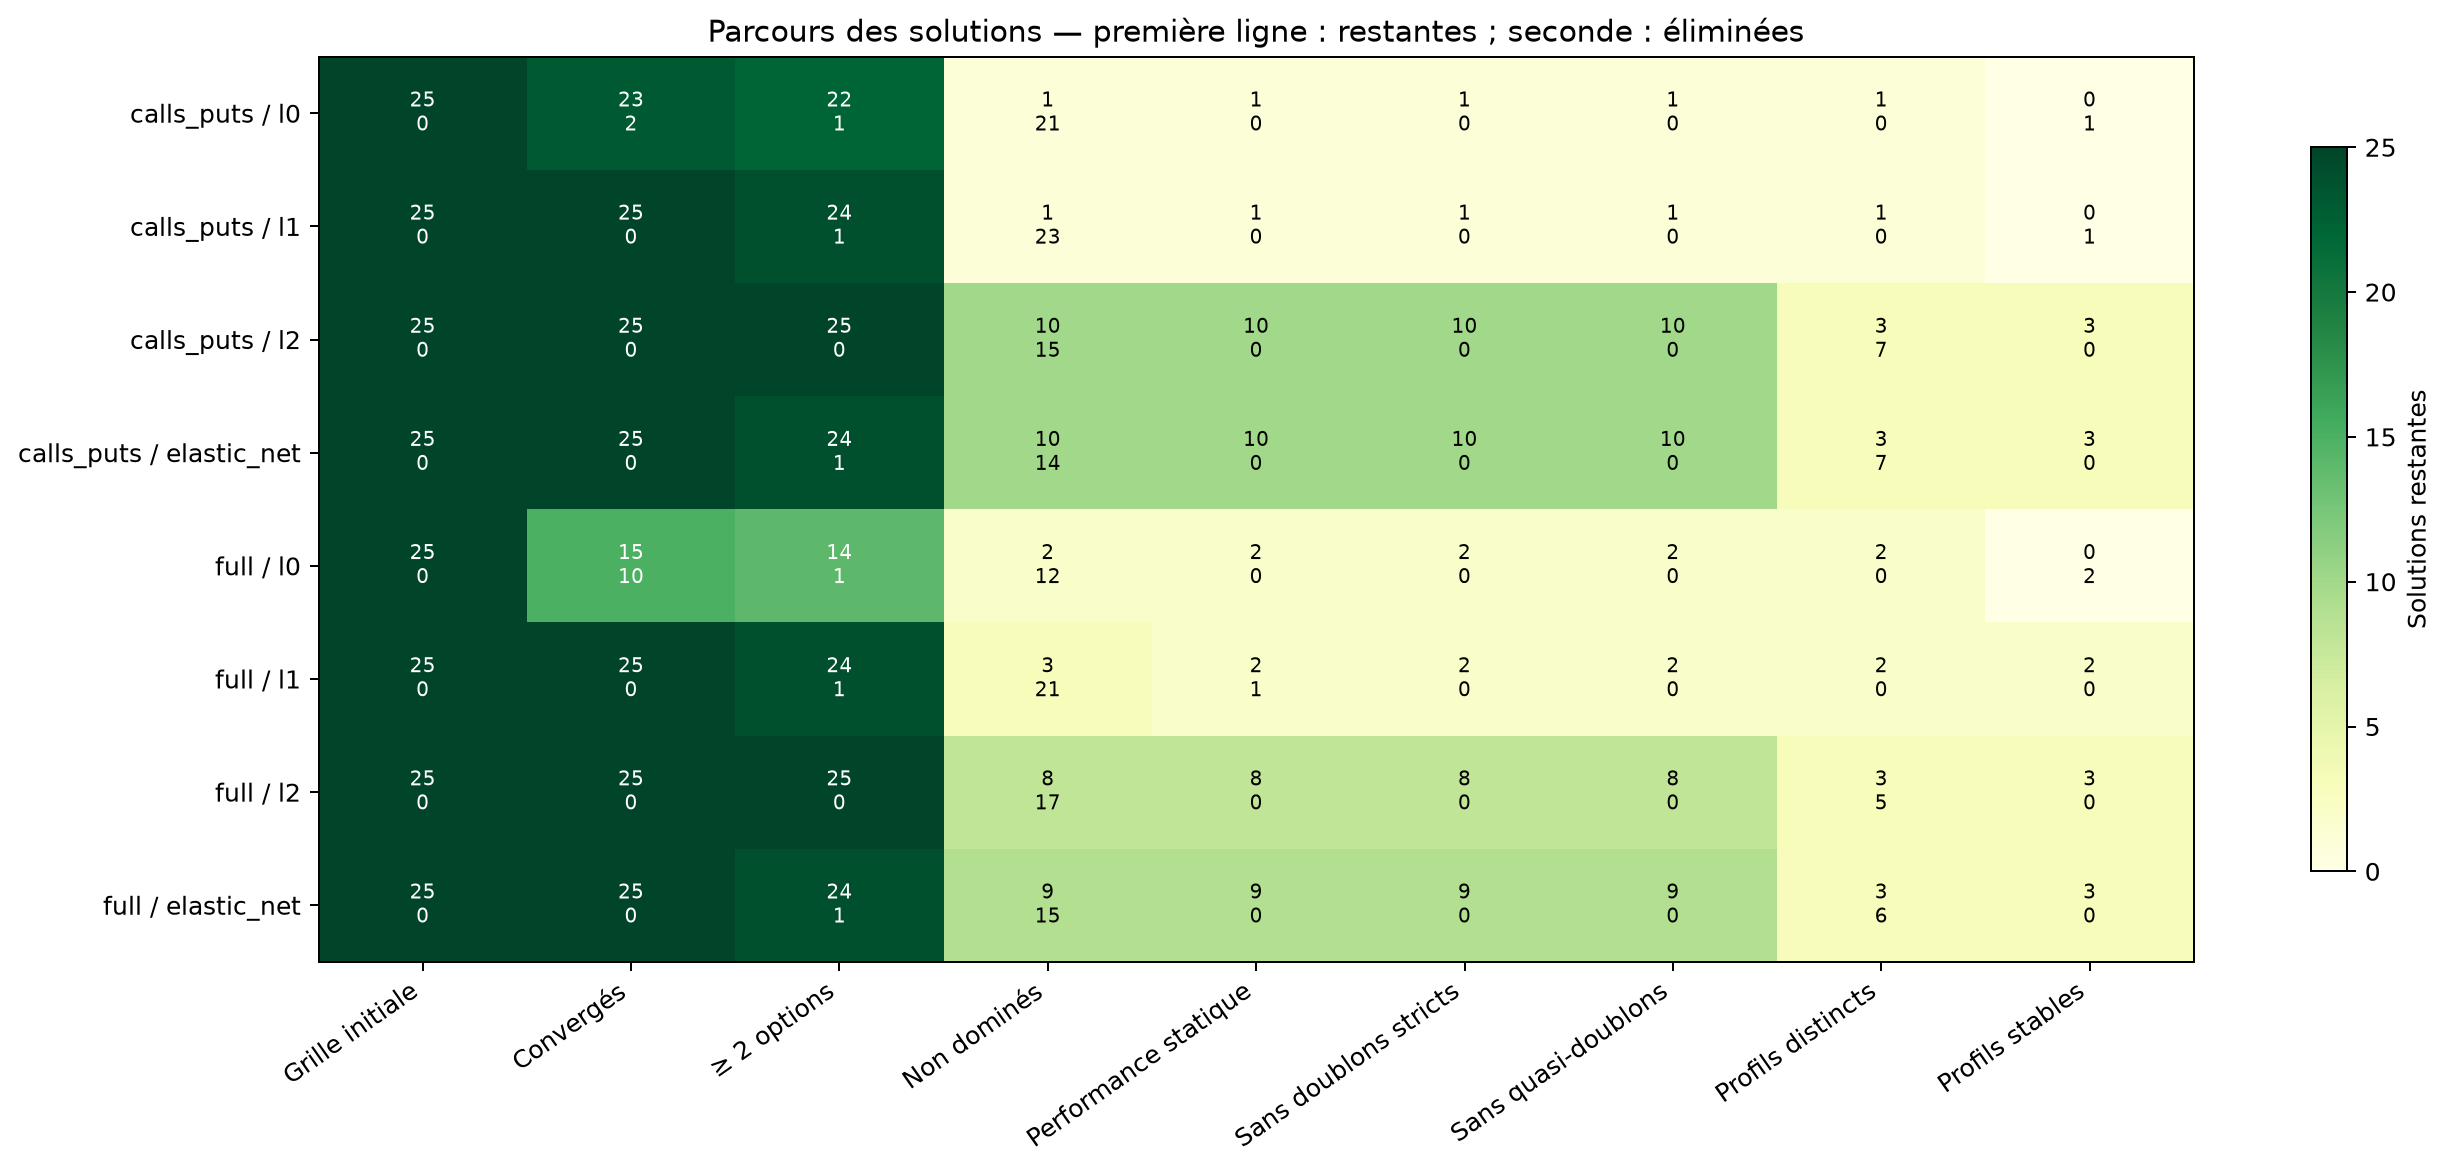 Parcours des solutions — première ligne : restantes ; seconde : éliminées
calls_puts / l0
25 23 22 1 1 1 1 1 0
0 2 1 21 0 0 0 0 1
calls_puts / l1
25 25 24 1 1 1 1 1 0
0 0 1 23 0 0 0 0 1
calls_puts / l2
25 25 25 10 10 10 10 3 3
0 0 0 15 0 0 0 7 0
calls_puts / elastic_net
25 25 24 10 10 10 10 3 3
0 0 1 14 0 0 0 7 0
full / l0
25 15 14 2 2 2 2 2 0
0 10 1 12 0 0 0 0 2
full / l1
25 25 24 3 2 2 2 2 2
0 0 1 21 1 0 0 0 0
full / l2
25 25 25 8 8 8 8 3 3
0 0 0 17 0 0 0 5 0
full / elastic_net
25 25 24 9 9 9 9 3 3
0 0 1 15 0 0 0 6 0
Grille initiale
Convergés
≥ 2 options
Non dominés
Performance statique
Sans doublons stricts
Sans quasi-doublons
Profils distincts
Profils stables
25
20
15
10
5
0
Solutions restantes